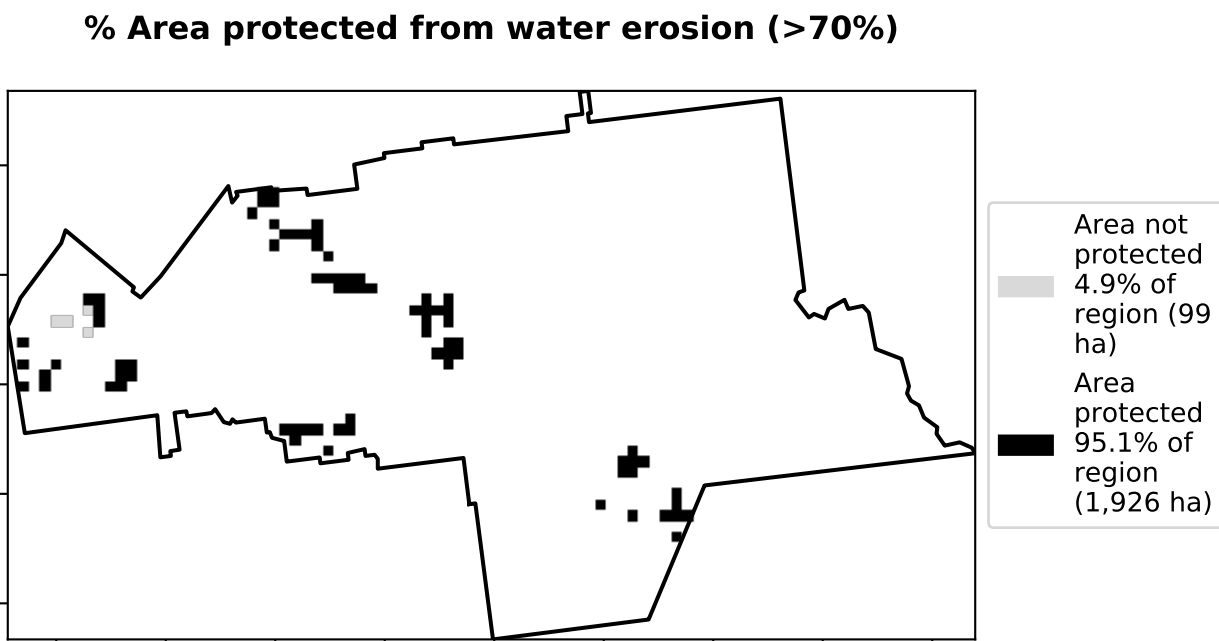 % Area protected from water erosion (>70%)
Area not
protected
4.9% of
region (99
ha)
Area
protected
95.1% of
region
(1,926 ha)